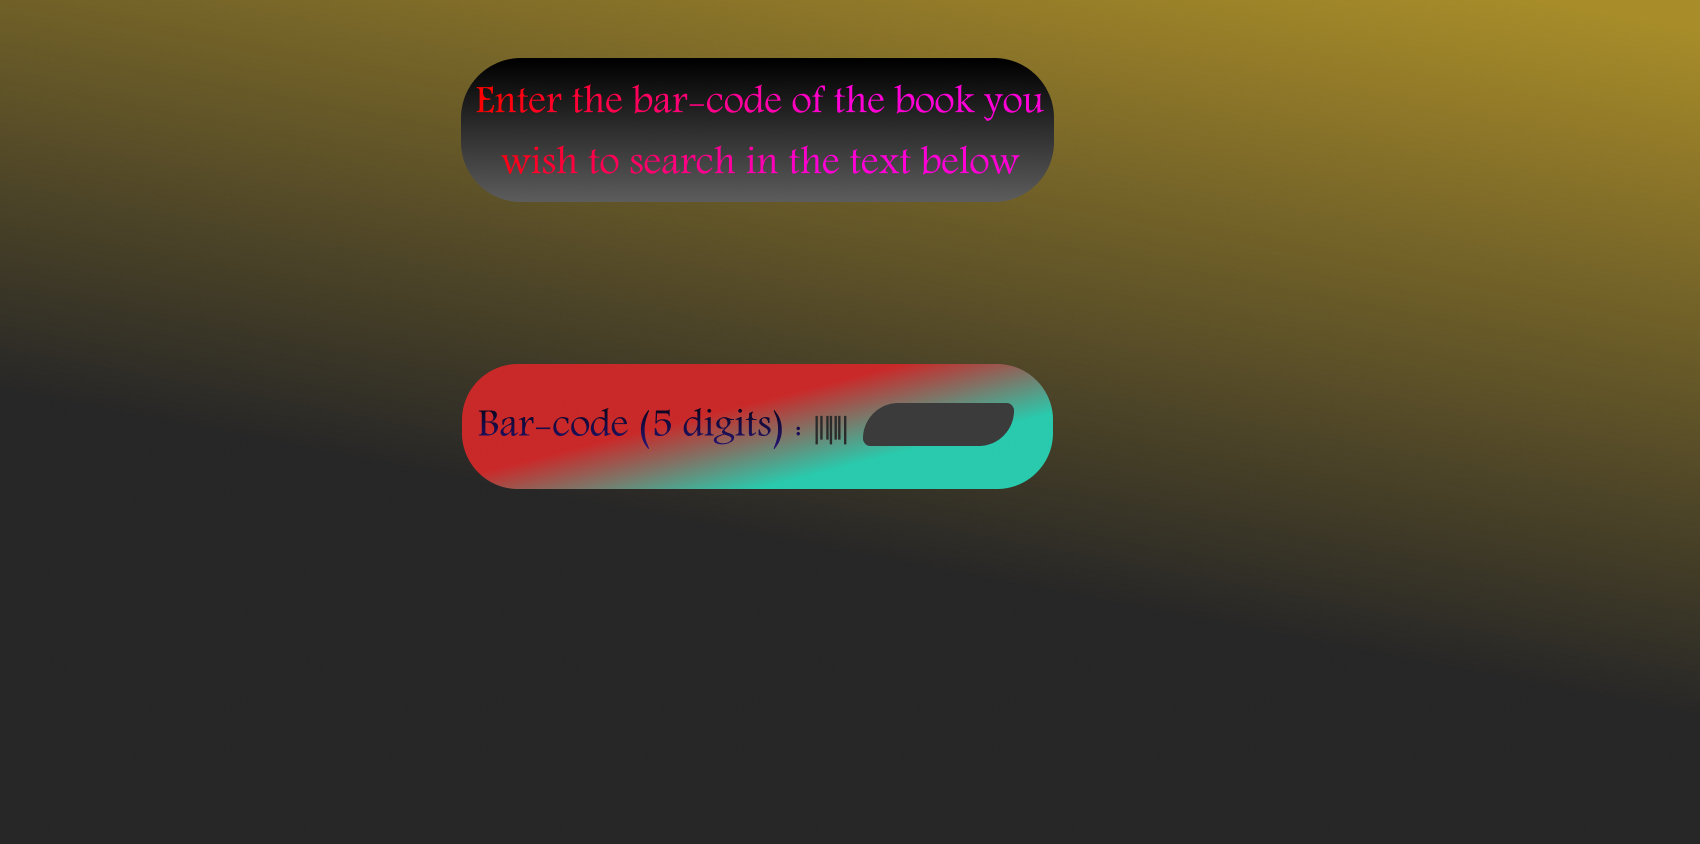 Enter the bar-code of the book you
wish to search in the text below
Bar-code (5 digits) :